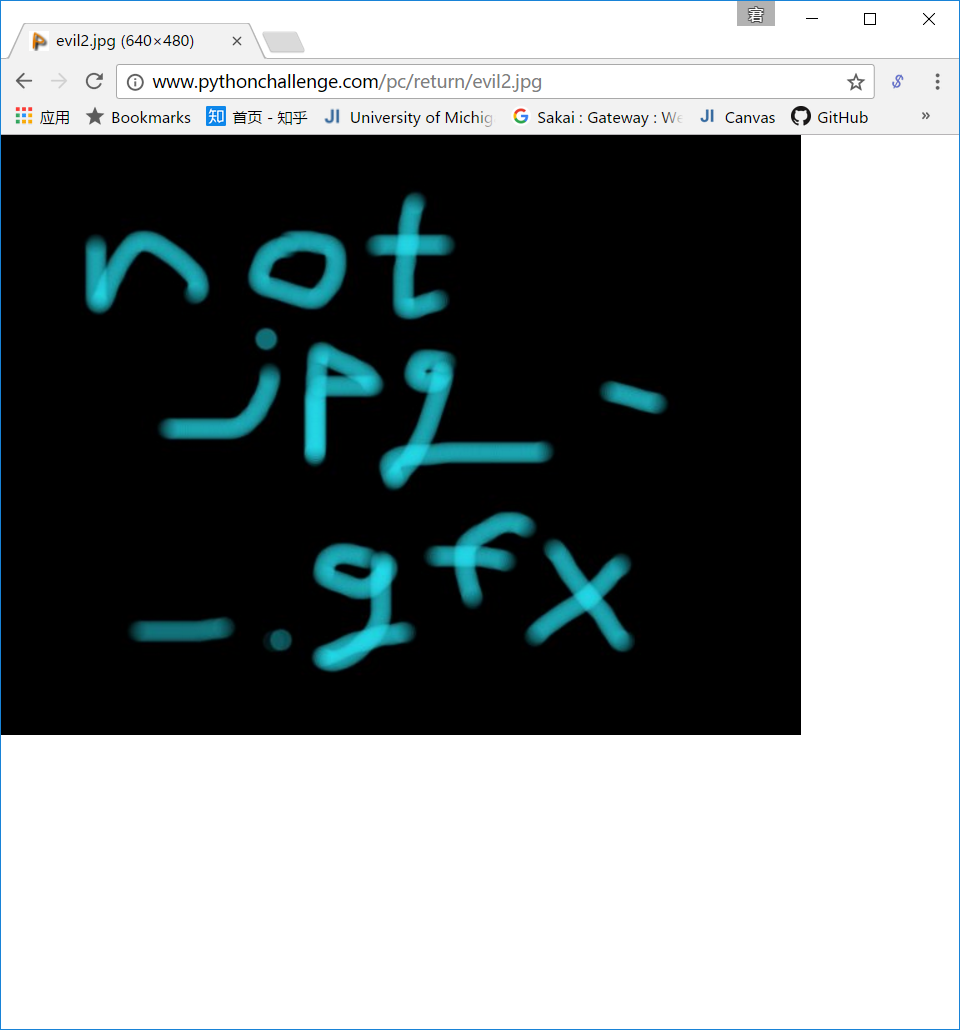 窘
evil2.jpg (640×480)
www.pythonchallenge.com/pc/return/evil2.jpg
应用 Bookmarks 知 首页 - 知乎 JI University of Michig G Sakai : Gateway : We JI Canvas GitHub »
not
jpg -
_.gfx